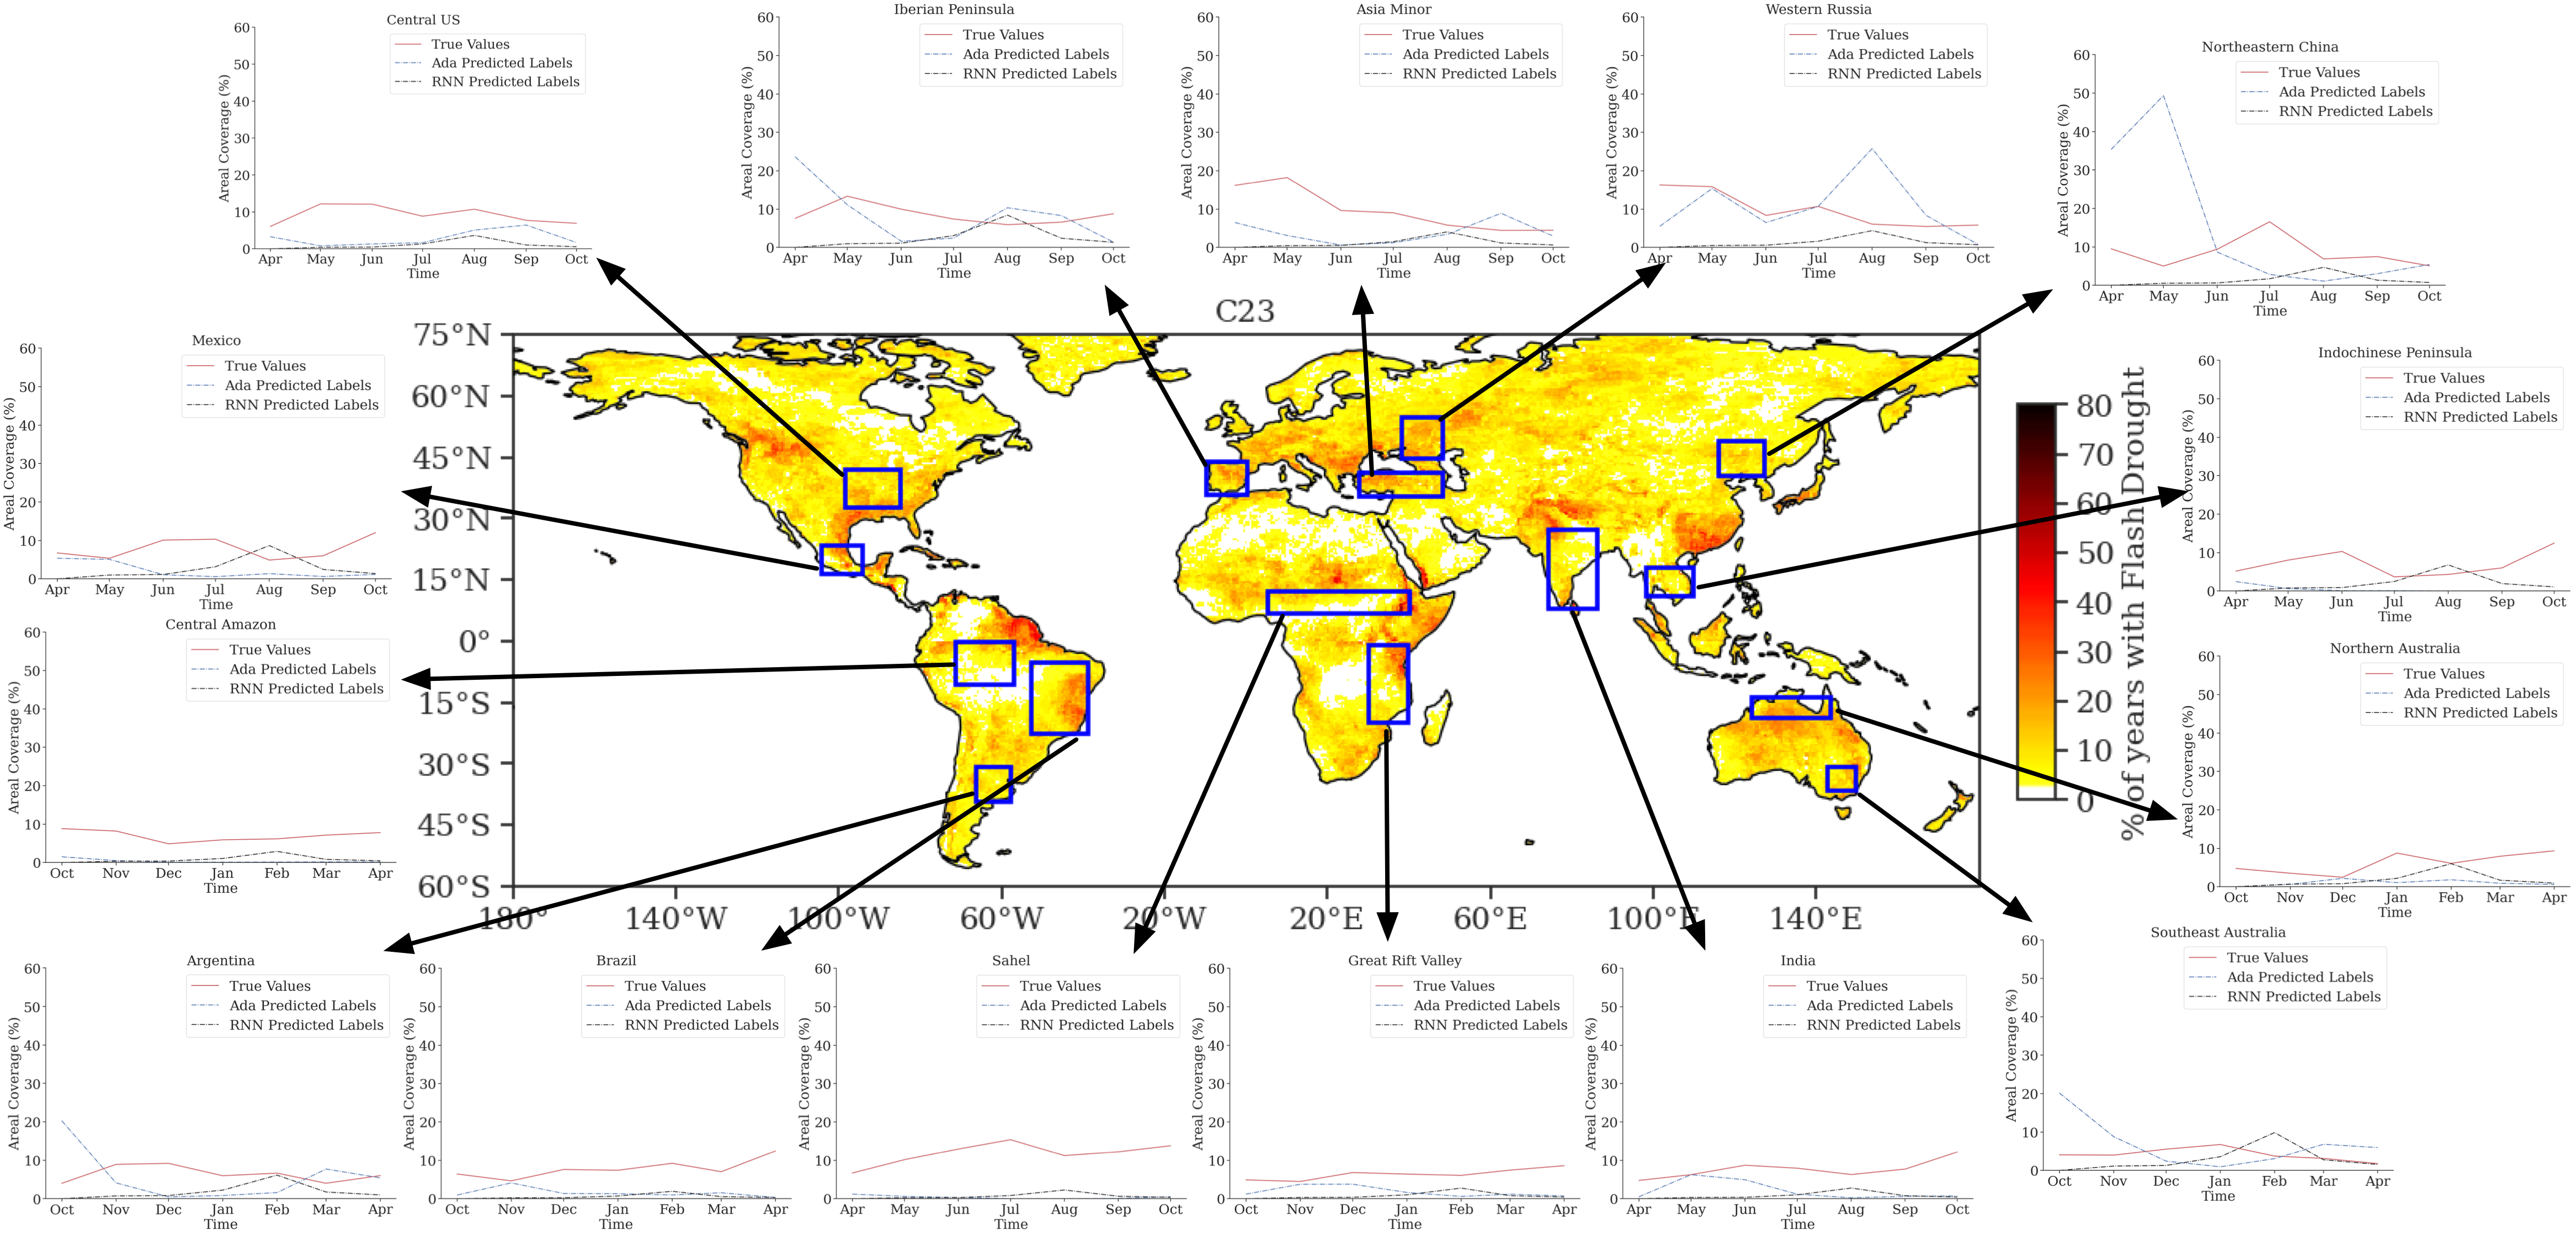 Central US
Areal Coverage (%)
60
50
40
30
20
10
0
True Values
Ada Predicted Labels
RNN Predicted Labels
Apr May Jun Jul Aug Sep Oct
Time
Iberian Peninsula
Areal Coverage (%)
60
50
40
30
20
10
0
True Values
Ada Predicted Labels
RNN Predicted Labels
Apr May Jun Jul Aug Sep Oct
Time
Asia Minor
Areal Coverage (%)
60
50
40
30
20
10
0
True Values
Ada Predicted Labels
RNN Predicted Labels
Apr May Jun Jul Aug Sep Oct
Time
Western Russia
Areal Coverage (%)
60
50
40
30
20
10
0
True Values
Ada Predicted Labels
RNN Predicted Labels
Apr May Jun Jul Aug Sep Oct
Time
Northeastern China
Areal Coverage (%)
60
50
40
30
20
10
0
True Values
Ada Predicted Labels
RNN Predicted Labels
Apr May Jun Jul Aug Sep Oct
Time
Mexico
Areal Coverage (%)
60
50
40
30
20
10
0
True Values
Ada Predicted Labels
RNN Predicted Labels
Apr May Jun Jul Aug Sep Oct
Time
C23
75°N
60°N
45°N
30°N
15°N
0°
15°S
30°S
45°S
60°S
180° 140°W 100°W 60°W 20°W 20°E 60°E 100°E 140°E
80
70
60
50
40
30
20
10
0
% of years with Flash Drought
Indochinese Peninsula
Areal Coverage (%)
60
50
40
30
20
10
0
True Values
Ada Predicted Labels
RNN Predicted Labels
Apr May Jun Jul Aug Sep Oct
Time
Central Amazon
Areal Coverage (%)
60
50
40
30
20
10
0
True Values
Ada Predicted Labels
RNN Predicted Labels
Oct Nov Dec Jan Feb Mar Apr
Time
Northern Australia
Areal Coverage (%)
60
50
40
30
20
10
0
True Values
Ada Predicted Labels
RNN Predicted Labels
Oct Nov Dec Jan Feb Mar Apr
Time
Argentina
Areal Coverage (%)
60
50
40
30
20
10
0
True Values
Ada Predicted Labels
RNN Predicted Labels
Oct Nov Dec Jan Feb Mar Apr
Time
Brazil
Areal Coverage (%)
60
50
40
30
20
10
0
True Values
Ada Predicted Labels
RNN Predicted Labels
Oct Nov Dec Jan Feb Mar Apr
Time
Sahel
Areal Coverage (%)
60
50
40
30
20
10
0
True Values
Ada Predicted Labels
RNN Predicted Labels
Apr May Jun Jul Aug Sep Oct
Time
Great Rift Valley
Areal Coverage (%)
60
50
40
30
20
10
0
True Values
Ada Predicted Labels
RNN Predicted Labels
Oct Nov Dec Jan Feb Mar Apr
Time
India
Areal Coverage (%)
60
50
40
30
20
10
0
True Values
Ada Predicted Labels
RNN Predicted Labels
Apr May Jun Jul Aug Sep Oct
Time
Southeast Australia
Areal Coverage (%)
60
50
40
30
20
10
0
True Values
Ada Predicted Labels
RNN Predicted Labels
Oct Nov Dec Jan Feb Mar Apr
Time